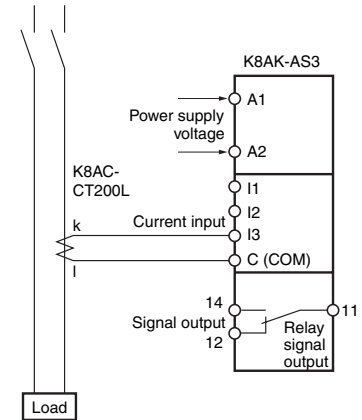 K8AK-AS3
A1
Power supply
voltage
A2
K8AC-
CT200L
I1
I2
k
Current input
I3
l
C (COM)
14
11
Signal output
12
Relay
signal
output
Load